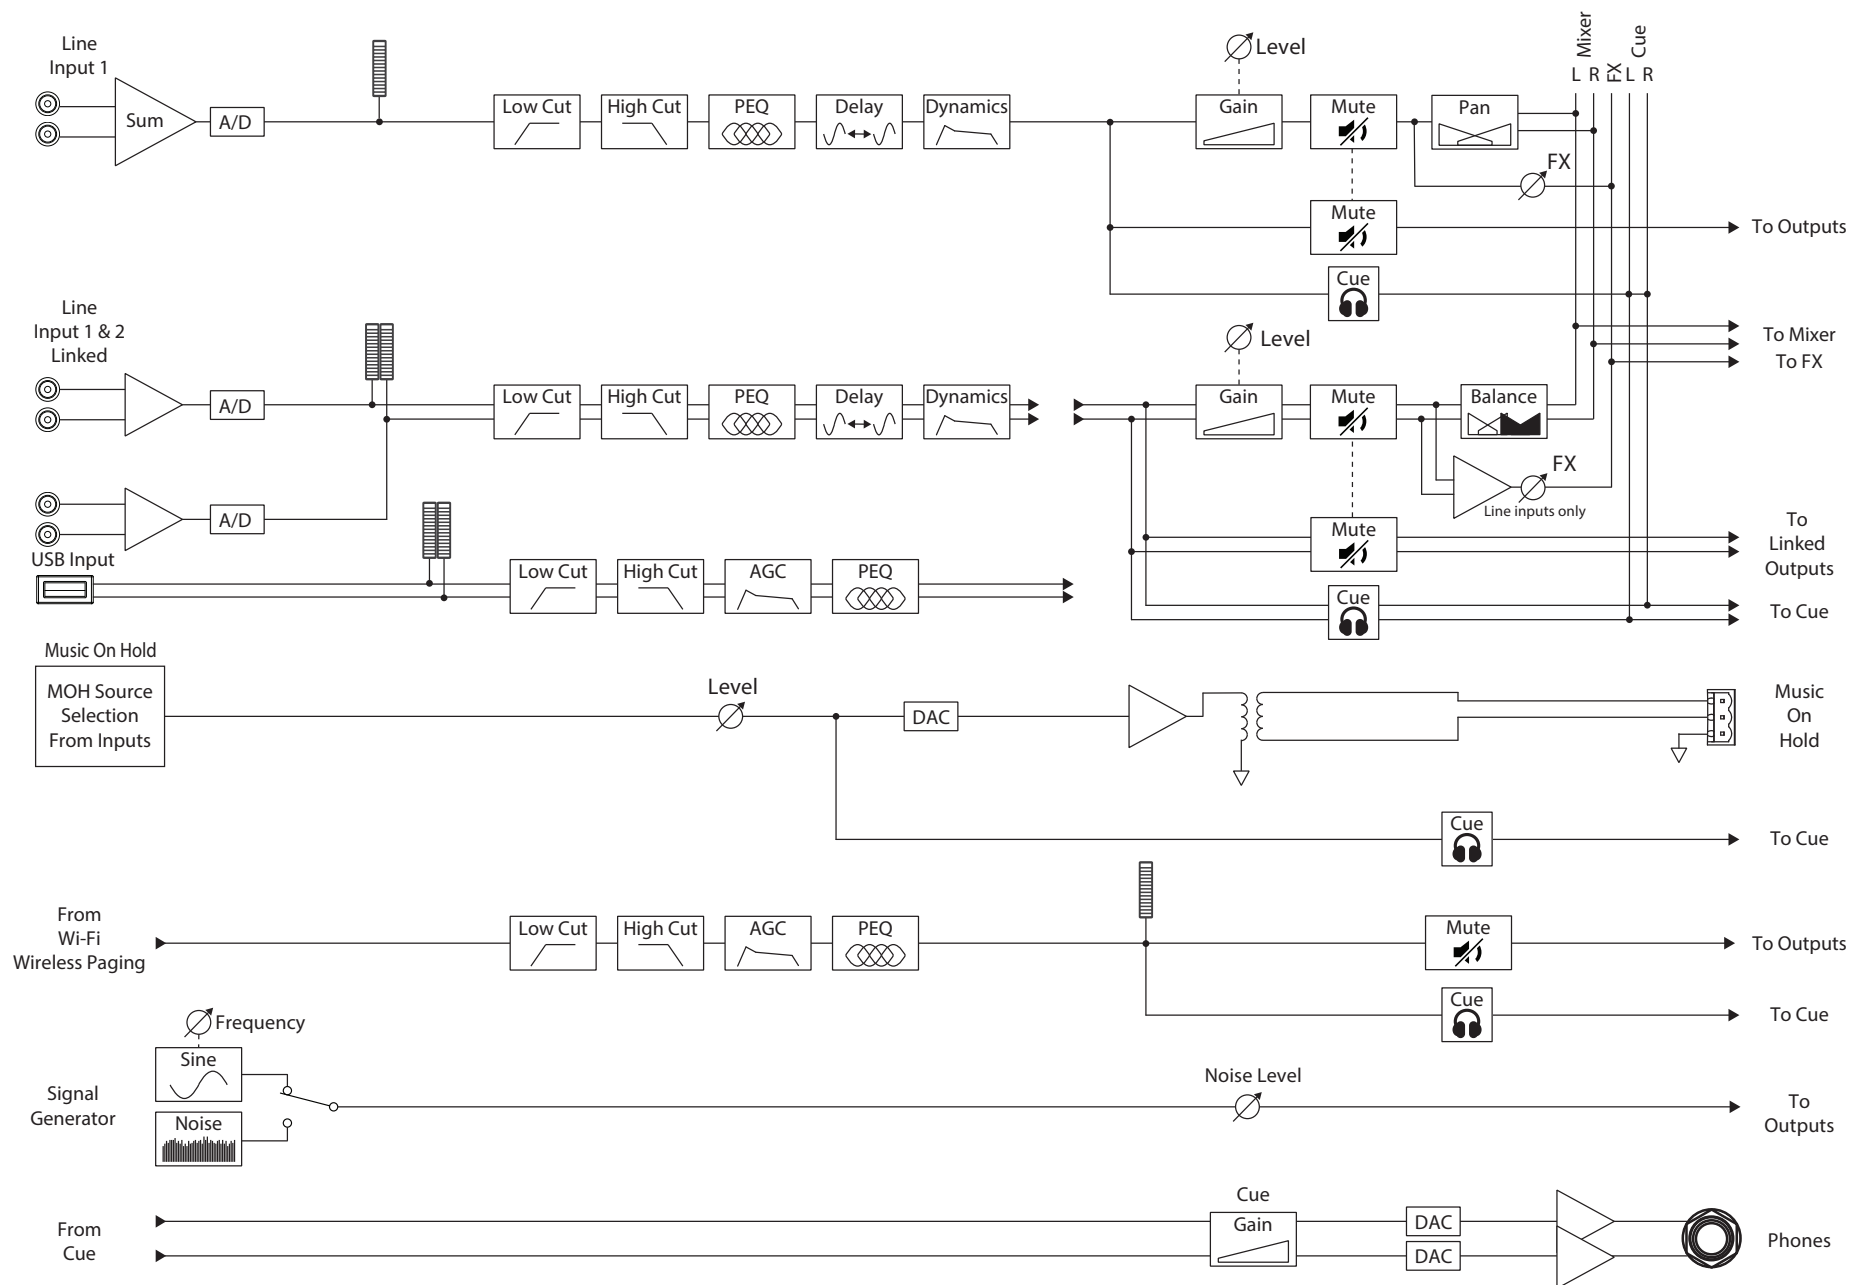 Line
Input 1
Sum
A/D
Low Cut
High Cut
PEQ
Delay
Dynamics
Level
Gain
Mute
Pan
FX
Mixer
Cue
L R FX L R
Mute
To Outputs
Cue
Line
Input 1 & 2
Linked
A/D
Low Cut
High Cut
PEQ
Delay
Dynamics
Level
Gain
Mute
Balance
To Mixer
To FX
FX
Line inputs only
A/D
Mute
To
Linked
Outputs
USB Input
Low Cut
High Cut
AGC
PEQ
Cue
To Cue
Music On Hold
MOH Source
Selection
From Inputs
Level
DAC
Music
On
Hold
Cue
To Cue
From
Wi-Fi
Wireless Paging
Low Cut
High Cut
AGC
PEQ
Mute
To Outputs
Cue
To Cue
Frequency
Sine
Signal
Generator
Noise
Noise Level
To
Outputs
From
Cue
Cue
Gain
DAC
DAC
Phones